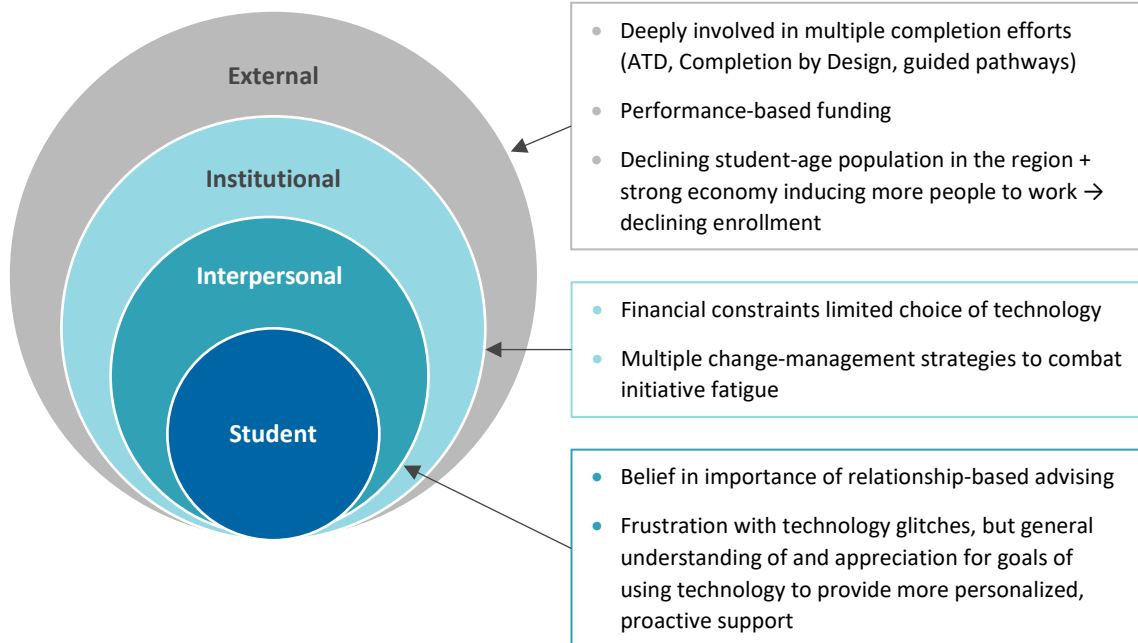 External
Institutional
Interpersonal
Student
• Deeply involved in multiple completion efforts
(ATD, Completion by Design, guided pathways)
• Performance-based funding
• Declining student-age population in the region +
strong economy inducing more people to work →
declining enrollment
• Financial constraints limited choice of technology
• Multiple change-management strategies to combat
initiative fatigue
• Belief in importance of relationship-based advising
• Frustration with technology glitches, but general
understanding of and appreciation for goals of
using technology to provide more personalized,
proactive support